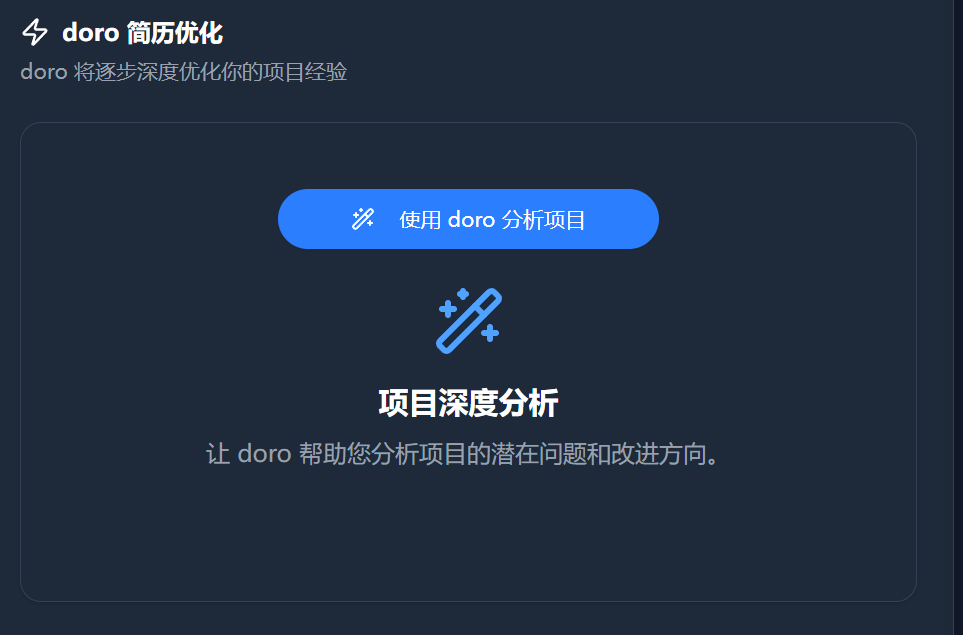 doro 简历优化
doro 将逐步深度优化你的项目经验
使用 doro 分析项目
项目深度分析
让 doro 帮助您分析项目的潜在问题和改进方向。